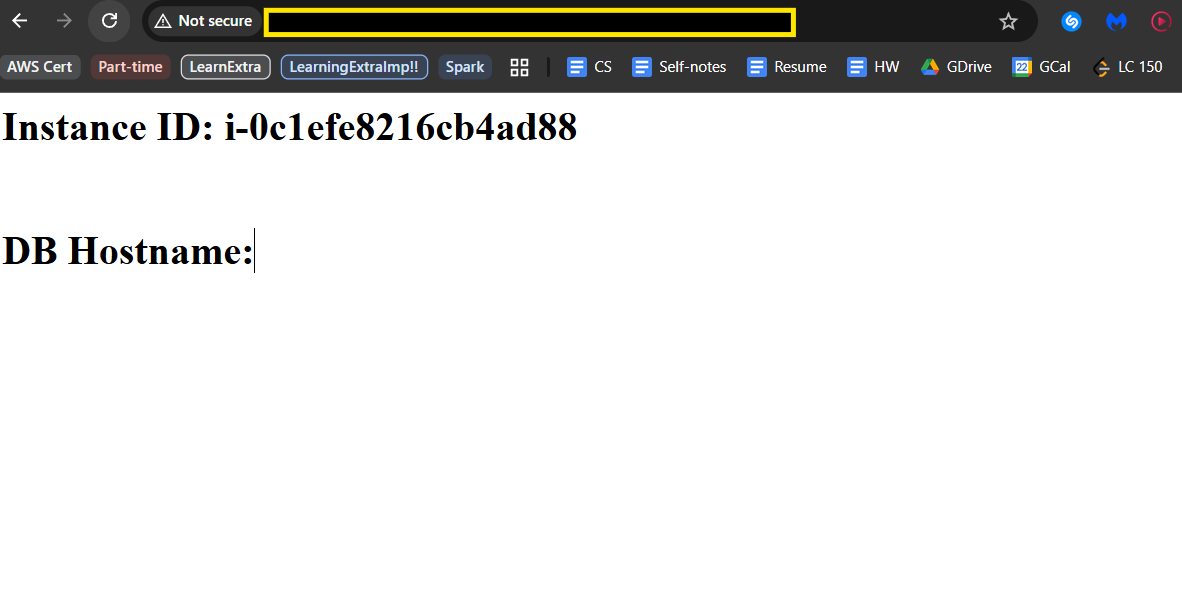 Not secure
AWS Cert Part-time LearnExtra LearningExtraImp!! Spark CS Self-notes Resume HW 22 GDrive GCal LC 150
Instance ID: i-0c1efe8216cb4ad88
DB Hostname: